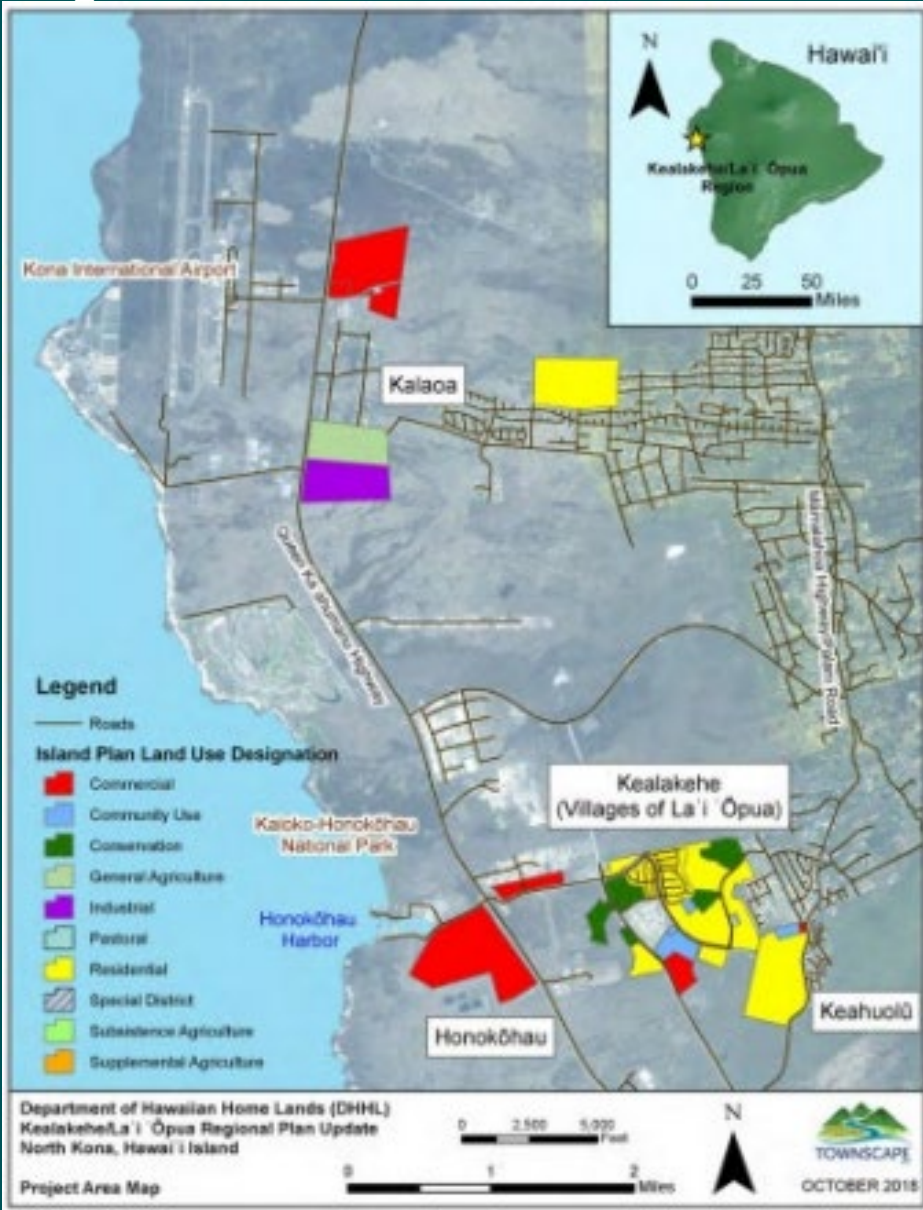 N
Hawai'i
Kealakehe/La'i 'Ōpua
Region
0 25 50
Miles
Kona International Airport
Kalaoa
Queen Ka'ahumanu Highway
Mamalahoa Highway/Palani Road
Legend
Roads
Island Plan Land Use Designation
Commercial
Community Use
Conservation
General Agriculture
Industrial
Pastoral
Residential
Special District
Subsistence Agriculture
Supplemental Agriculture
Kealakehe
(Villages of La'i 'Ōpua)
Kaloko-Honokōhau
National Park
Honokōhau
Harbor
Honokōhau
Keahuolū
Department of Hawaiian Home Lands (DHHL)
Kealakehe/La'i 'Ōpua Regional Plan Update
North Kona, Hawai'i Island
Project Area Map
0 2,500 5,000
Feet
0 1 2
Miles
N
TOWNSCAPE
OCTOBER 2018